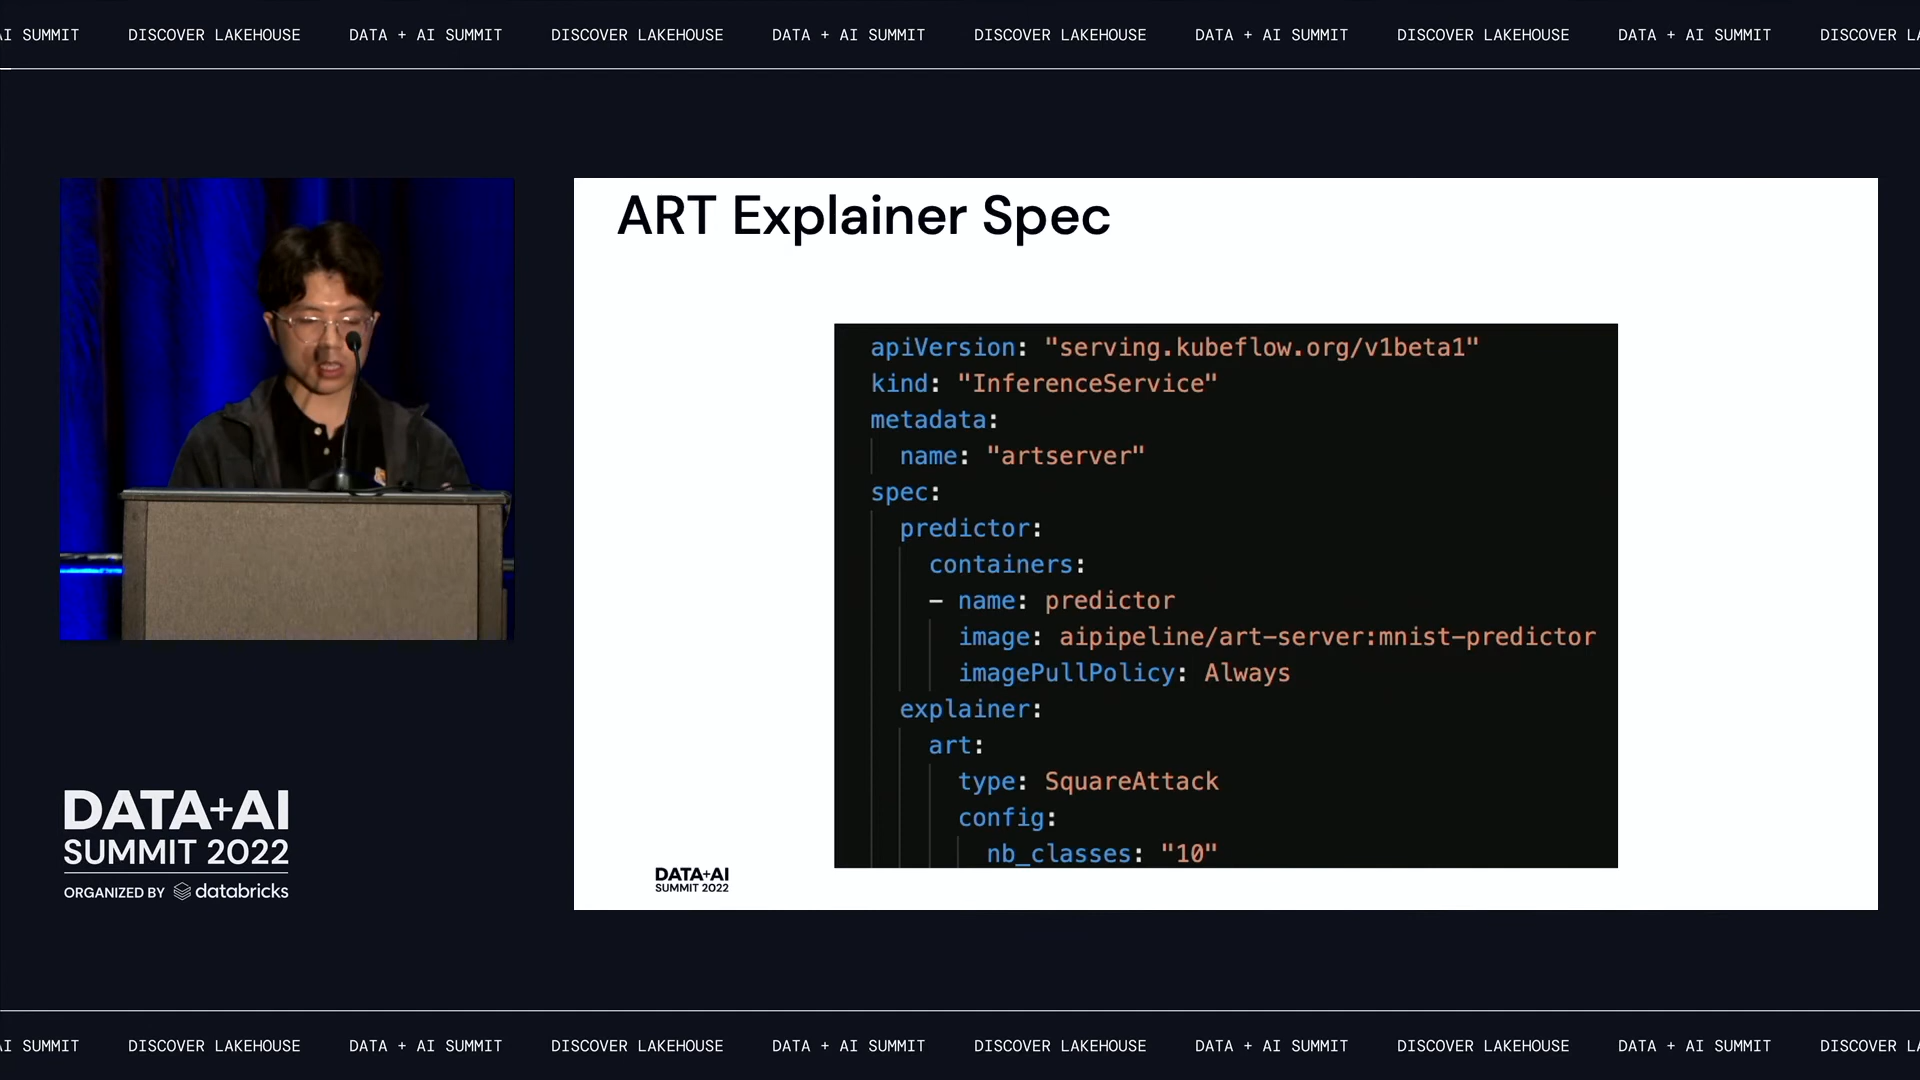 AI SUMMIT DISCOVER LAKEHOUSE DATA + AI SUMMIT DISCOVER LAKEHOUSE DATA + AI SUMMIT DISCOVER LAKEHOUSE DATA + AI SUMMIT DISCOVER LAKEHOUSE DATA + AI SUMMIT DISCOVER
ART Explainer Spec
apiVersion: "serving.kubeflow.org/v1beta1"
kind: "InferenceService"
metadata:
name: "artserver"
spec:
predictor:
containers:
- name: predictor
image: aipipeline/art-server:mnist-predictor
imagePullPolicy: Always
explainer:
art:
type: SquareAttack
config:
nb_classes: "10"
DATA+AI
SUMMIT 2022
DATA+AI
SUMMIT 2022
ORGANIZED BY databricks
AI SUMMIT DISCOVER LAKEHOUSE DATA + AI SUMMIT DISCOVER LAKEHOUSE DATA + AI SUMMIT DISCOVER LAKEHOUSE DATA + AI SUMMIT DISCOVER LAKEHOUSE DATA + AI SUMMIT DISCOVER